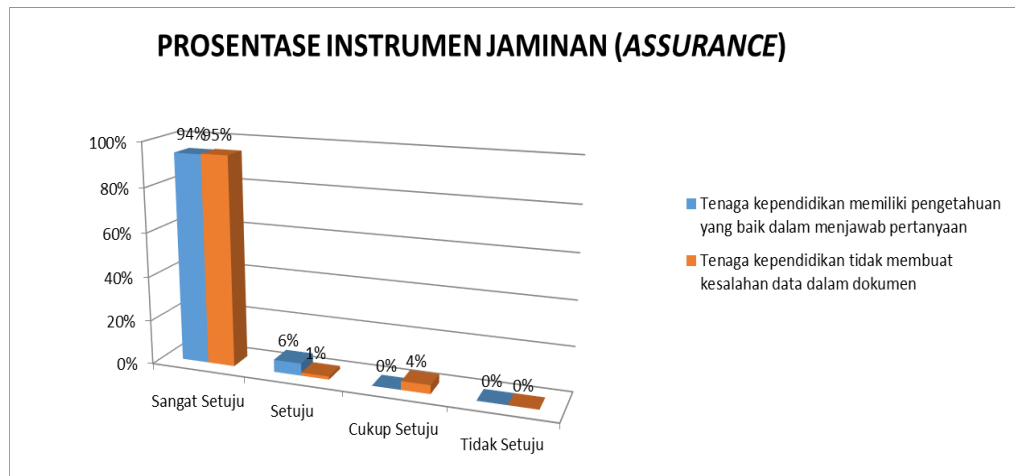 PROSENTASE INSTRUMEN JAMINAN (ASSURANCE)
100%
80%
60%
40%
20%
0%
94%
95%
6%
1%
0%
4%
0%
0%
Sangat Setuju
Setuju
Cukup Setuju
Tidak Setuju
Tenaga kependidikan memiliki pengetahuan
yang baik dalam menjawab pertanyaan
Tenaga kependidikan tidak membuat
kesalahan data dalam dokumen